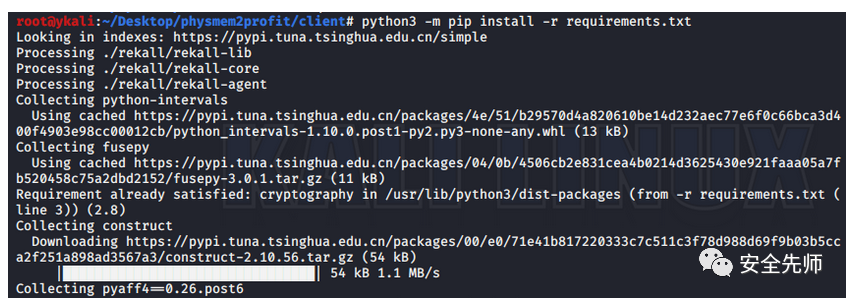 root@ykali:~/Desktop/physmem2profit/client# python3 -m pip install -r requirements.txt
Looking in indexes: https://pypi.tuna.tsinghua.edu.cn/simple
Processing ./rekall/rekall-lib
Processing ./rekall/rekall-core
Processing ./rekall/rekall-agent
Collecting python-intervals
  Using cached https://pypi.tuna.tsinghua.edu.cn/packages/4e/51/b29570d4a820610be14d232aec77e6f0c66bca3d4
00f4903e98cc00012cb/python_intervals-1.10.0.post1-py2.py3-none-any.whl (13 kB)
Collecting fusepy
  Using cached https://pypi.tuna.tsinghua.edu.cn/packages/04/0b/4506cb2e831cea4b0214d3625430e921faaa05a7f
b520458c75a2dbd2152/fusepy-3.0.1.tar.gz (11 kB)
Requirement already satisfied: cryptography in /usr/lib/python3/dist-packages (from -r requirements.txt (
line 3)) (2.8)
Collecting construct
  Downloading https://pypi.tuna.tsinghua.edu.cn/packages/00/e0/71e41b817220333c7c511c3f78d988d69f9b03b5cc
a2f251a898ad3567a3/construct-2.10.56.tar.gz (54 kB)
54 kB 1.1 MB/s
Collecting pyaff4==0.26.post6
KALI LINUX
安全先师